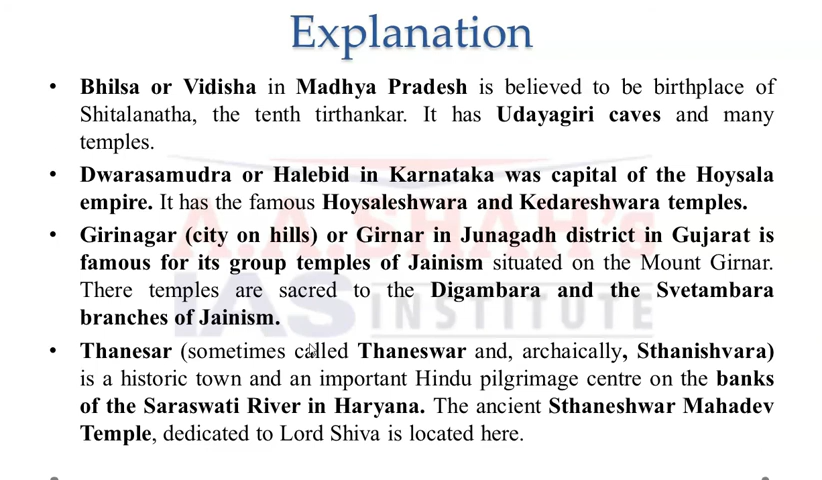 Explanation
• Bhilsa or Vidisha in Madhya Pradesh is believed to be birthplace of
Shitalanatha, the tenth tirthankar. It has Udayagiri caves and many
temples.
• Dwarasamudra or Halebid in Karnataka was capital of the Hoysala
empire. It has the famous Hoysaleshwara and Kedareshwara temples.
• Girinagar (city on hills) or Girnar in Junagadh district in Gujarat is
famous for its group temples of Jainism situated on the Mount Girnar.
There temples are sacred to the Digambara and the Svetambara
branches of Jainism.
• Thanesar (sometimes called Thaneswar and, archaically, Sthanishvara)
is a historic town and an important Hindu pilgrimage centre on the banks
of the Saraswati River in Haryana. The ancient Sthaneshwar Mahadev
Temple, dedicated to Lord Shiva is located here.
A.A.SHAH's
IAS INSTITUTE